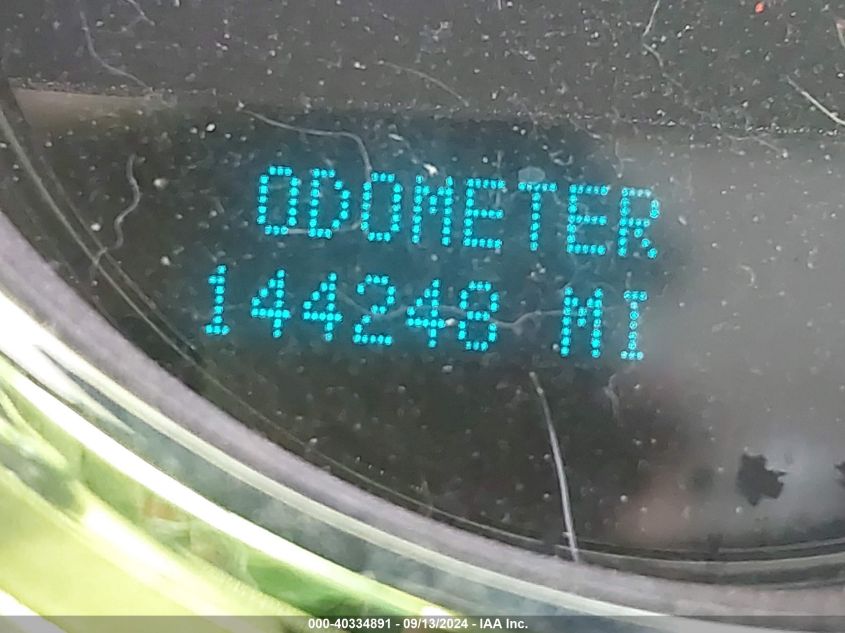 ODOMETER
144248 MI
000-40334891 - 09/13/2024 - IAA Inc.